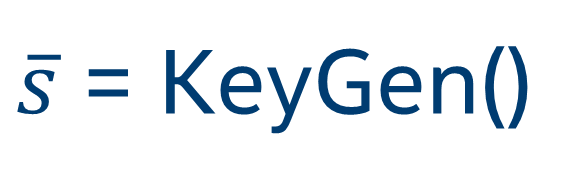 s̄ = KeyGen()